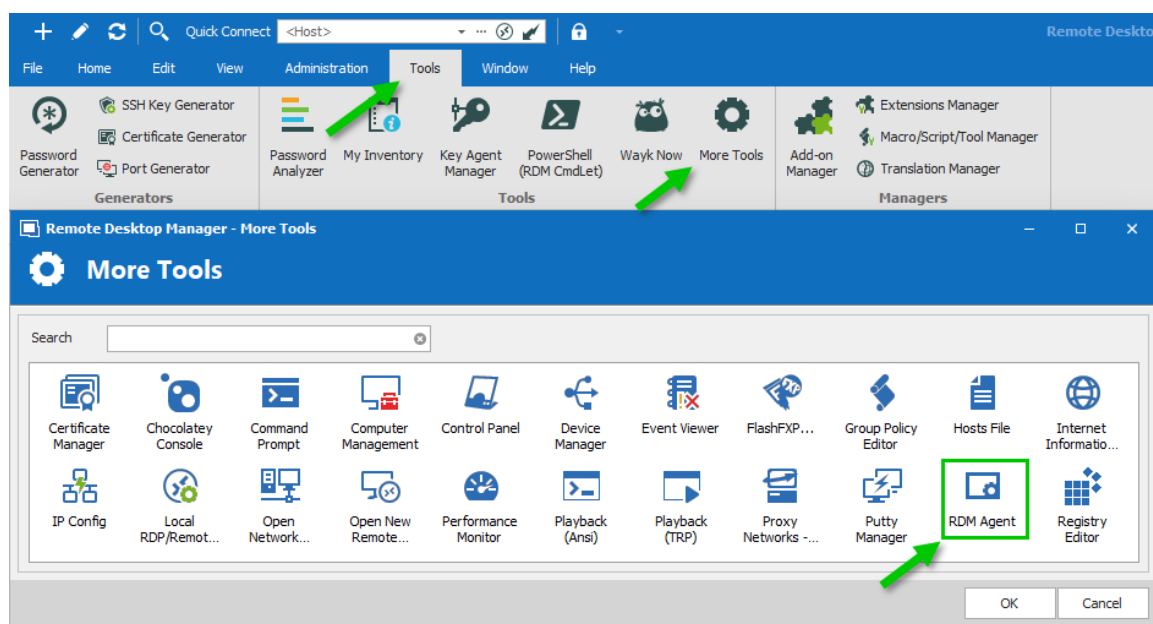 Quick Connect <Host>
Remote Deskto
File Home Edit View Administration Tools Window Help
Password Generator
SSH Key Generator
Certificate Generator
Port Generator
Generators
Password Analyzer
My Inventory
Key Agent Manager
PowerShell (RDM CmdLet)
Wayk Now
More Tools
Tools
Add-on Manager
Extensions Manager
Macro/Script/Tool Manager
Translation Manager
Managers
Remote Desktop Manager - More Tools
More Tools
Search
Certificate Manager
Chocolatey Console
Command Prompt
Computer Management
Control Panel
Device Manager
Event Viewer
FlashFXP...
Group Policy Editor
Hosts File
Internet Informatio...
IP Config
Local RDP/Remot...
Open Network...
Open New Remote...
Performance Monitor
Playback (Ansi)
Playback (TRP)
Proxy Networks -...
Putty Manager
RDM Agent
Registry Editor
OK Cancel